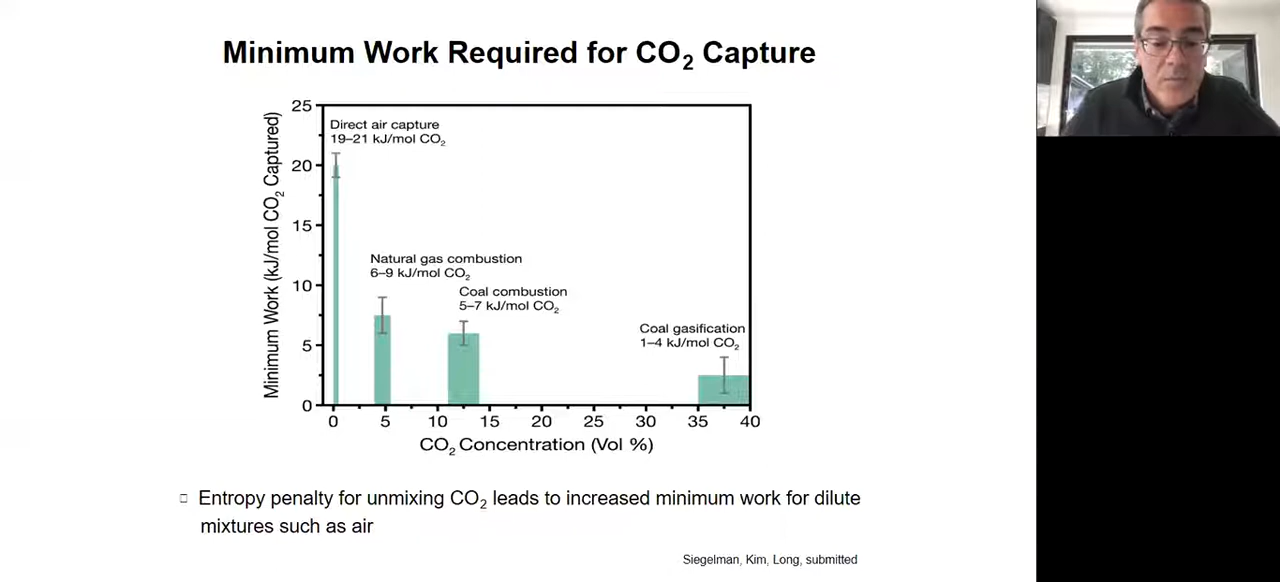 Minimum Work Required for CO₂ Capture
Minimum Work (kJ/mol CO₂ Captured)
25
20
15
10
5
0
Direct air capture
19–21 kJ/mol CO₂
Natural gas combustion
6–9 kJ/mol CO₂
Coal combustion
5–7 kJ/mol CO₂
Coal gasification
1–4 kJ/mol CO₂
0 5 10 15 20 25 30 35 40
CO₂ Concentration (Vol %)
Entropy penalty for unmixing CO₂ leads to increased minimum work for dilute
mixtures such as air
Siegelman, Kim, Long, submitted